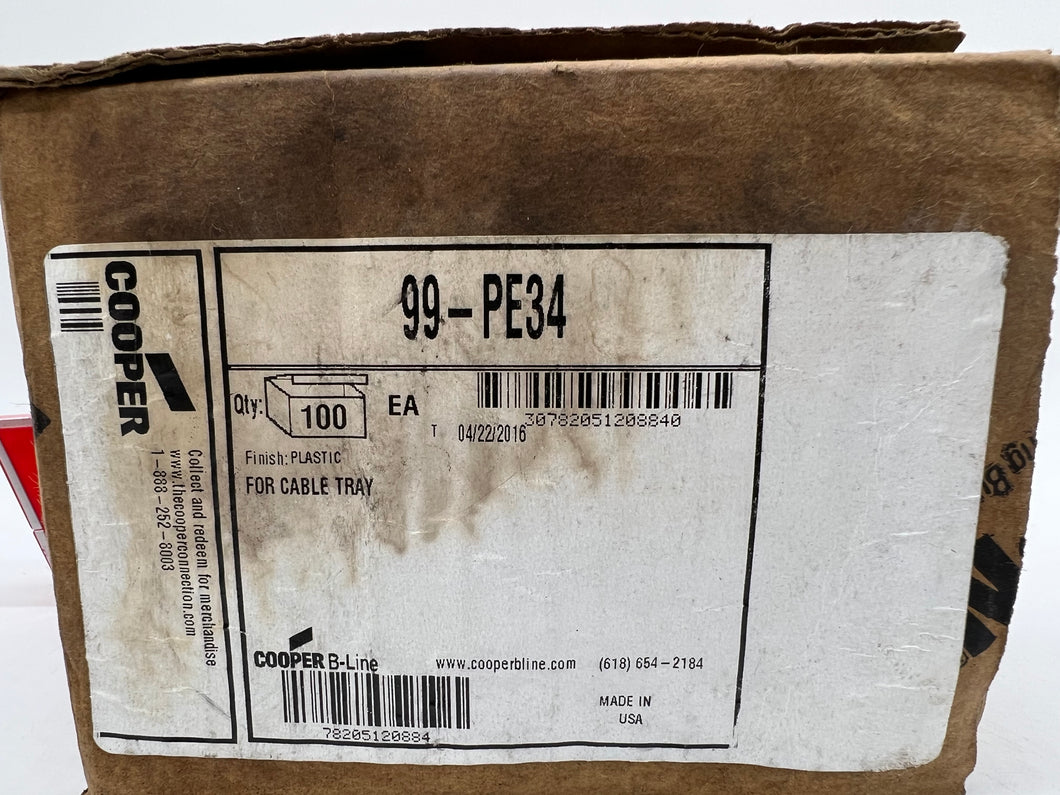 COOPER
Collect and redeem for merchandise
www.thecooperconnection.com
1-888-252-8003
99-PE34
Qty: 100 EA
30782051208840
T 04/22/2016
Finish: PLASTIC
FOR CABLE TRAY
COOPER B-Line www.cooperbline.com (618) 654-2184
78205120884
MADE IN
USA